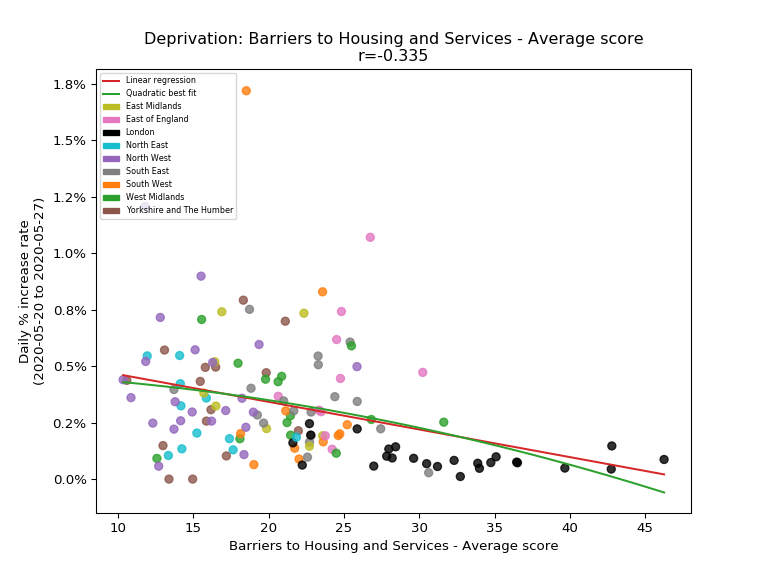 Deprivation: Barriers to Housing and Services - Average score
r=-0.335
1.8%
1.5%
1.2%
1.0%
0.8%
0.5%
0.2%
0.0%
Daily % increase rate
(2020-05-20 to 2020-05-27)
Linear regression
Quadratic best fit
East Midlands
East of England
London
North East
North West
South East
South West
West Midlands
Yorkshire and The Humber
10 15 20 25 30 35 40 45
Barriers to Housing and Services - Average score